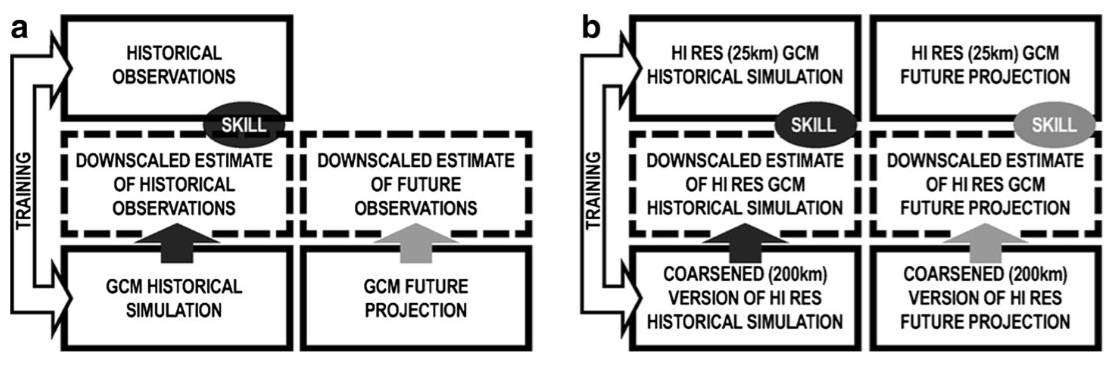 a
HISTORICAL
OBSERVATIONS
SKILL
TRAINING
DOWNSCALED ESTIMATE
OF HISTORICAL
OBSERVATIONS
DOWNSCALED ESTIMATE
OF FUTURE
OBSERVATIONS
GCM HISTORICAL
SIMULATION
GCM FUTURE
PROJECTION
b
HI RES (25km) GCM
HISTORICAL SIMULATION
HI RES (25km) GCM
FUTURE PROJECTION
SKILL
SKILL
TRAINING
DOWNSCALED ESTIMATE
OF HI RES GCM
HISTORICAL SIMULATION
DOWNSCALED ESTIMATE
OF HI RES GCM
FUTURE PROJECTION
COARSENED (200km)
VERSION OF HI RES
HISTORICAL SIMULATION
COARSENED (200km)
VERSION OF HI RES
FUTURE PROJECTION